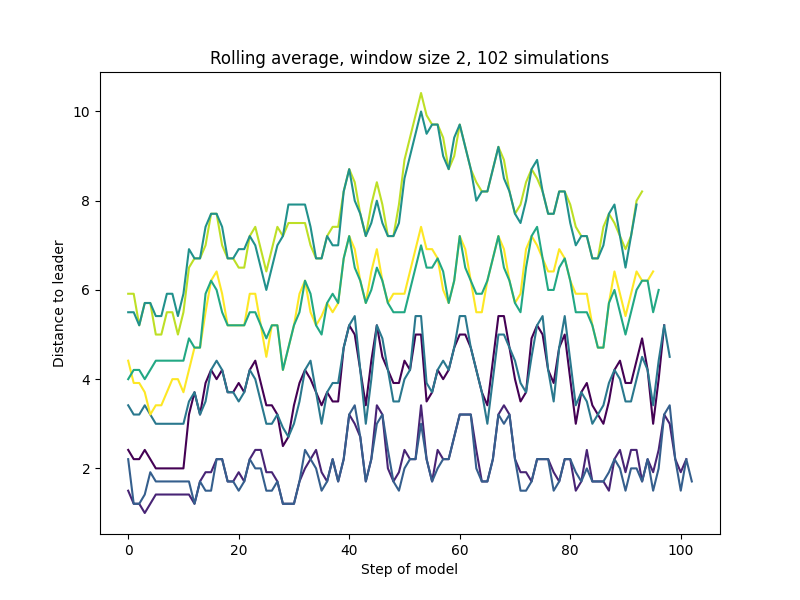 Rolling average, window size 2, 102 simulations
10
8
6
4
2
Distance to leader
0 20 40 60 80 100
Step of model